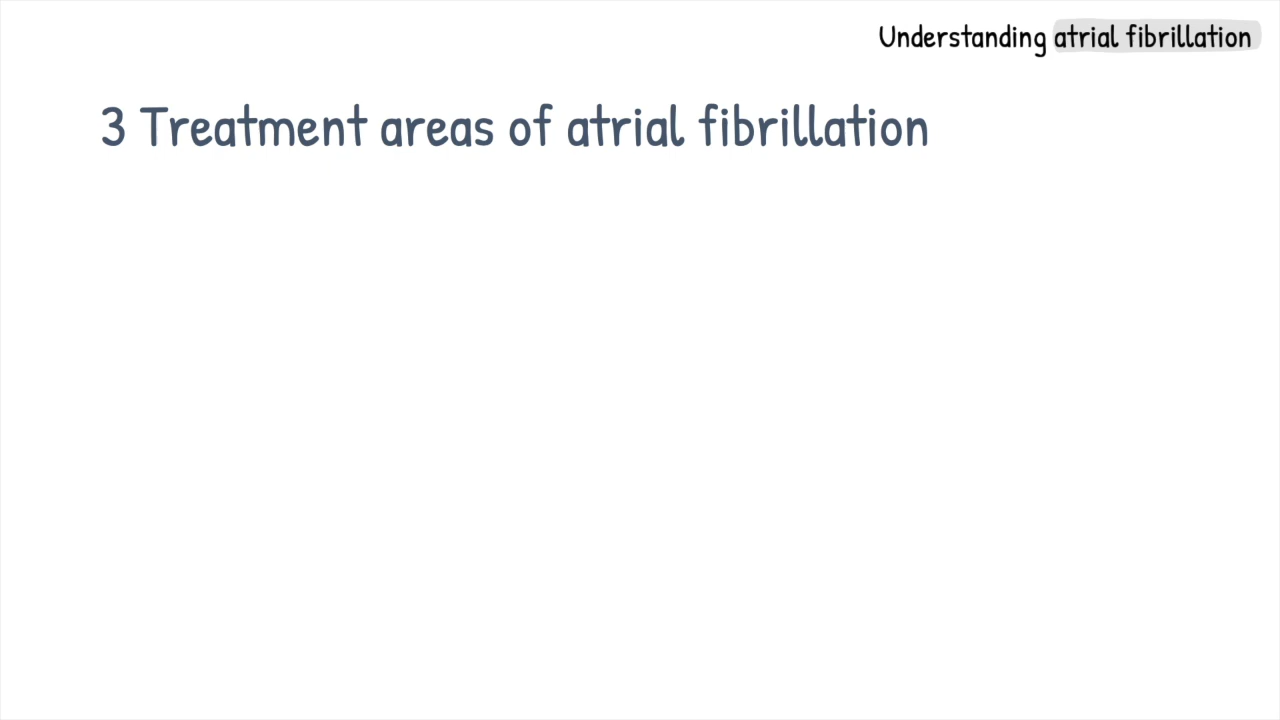 Understanding atrial fibrillation
3 Treatment areas of atrial fibrillation